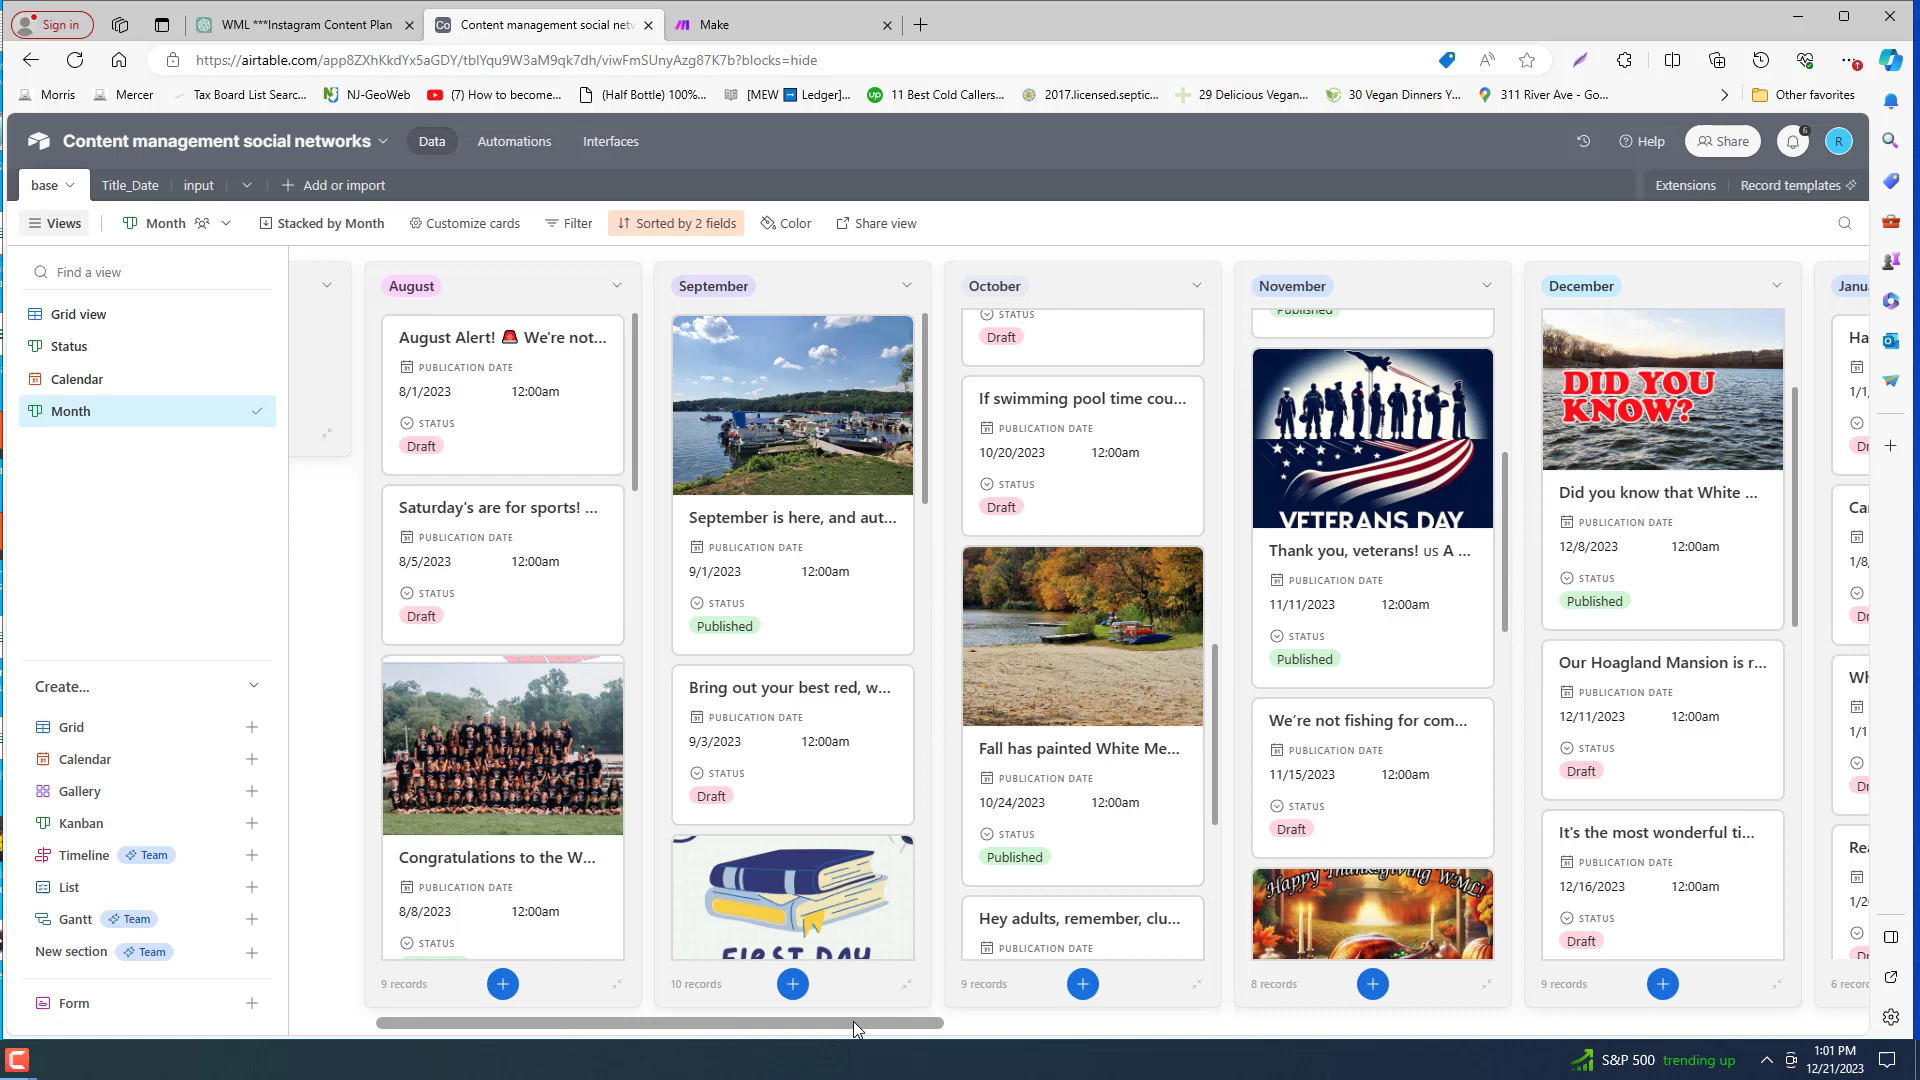 Sign in
WML ***Instagram Content Plan
Content management social netw
Make
https://airtable.com/app8ZXhKkdYx5aGDY/tblYqu9W3aM9qk7dh/viwFmSUnyAzg87K7b?blocks=hide
Morris
Mercer
Tax Board List Searc...
NJ-GeoWeb
(7) How to become...
(Half Bottle) 100%...
[MEW ➡ Ledger]...
11 Best Cold Callers...
2017.licensed.septic...
29 Delicious Vegan...
30 Vegan Dinners Y...
311 River Ave - Go...
Other favorites
Content management social networks
Data
Automations
Interfaces
Help
Share
6
R
base
Title_Date
input
Add or import
Extensions
Record templates
Views
Month
Stacked by Month
Customize cards
Filter
Sorted by 2 fields
Color
Share view
Find a view
Grid view
Status
Calendar
Month
Create...
Grid
Calendar
Gallery
Kanban
Timeline Team
List
Gantt Team
New section Team
Form
August
August Alert! 🚨 We're not...
PUBLICATION DATE
8/1/2023 12:00am
STATUS
Draft
Saturday's are for sports! ...
PUBLICATION DATE
8/5/2023 12:00am
STATUS
Draft
Congratulations to the W...
PUBLICATION DATE
8/8/2023 12:00am
STATUS
9 records
September
September is here, and aut...
PUBLICATION DATE
9/1/2023 12:00am
STATUS
Published
Bring out your best red, w...
PUBLICATION DATE
9/3/2023 12:00am
STATUS
Draft
FIRST DAY
10 records
October
STATUS
Draft
If swimming pool time cou...
PUBLICATION DATE
10/20/2023 12:00am
STATUS
Draft
Fall has painted White Me...
PUBLICATION DATE
10/24/2023 12:00am
STATUS
Published
Hey adults, remember, clu...
PUBLICATION DATE
9 records
November
Published
VETERANS DAY
Thank you, veterans! us A ...
PUBLICATION DATE
11/11/2023 12:00am
STATUS
Published
We're not fishing for com...
PUBLICATION DATE
11/15/2023 12:00am
STATUS
Draft
Happy Thanksgiving WML!
8 records
December
DID YOU
KNOW?
Did you know that White ...
PUBLICATION DATE
12/8/2023 12:00am
STATUS
Published
Our Hoagland Mansion is r...
PUBLICATION DATE
12/11/2023 12:00am
STATUS
Draft
It's the most wonderful ti...
PUBLICATION DATE
12/16/2023 12:00am
STATUS
Draft
9 records
Janu
Ha
1/1
Dr
Ca
1/8
Dr
Wh
1/1
Dr
Rea
1/2
6 recor
S&P 500 trending up
1:01 PM
12/21/2023